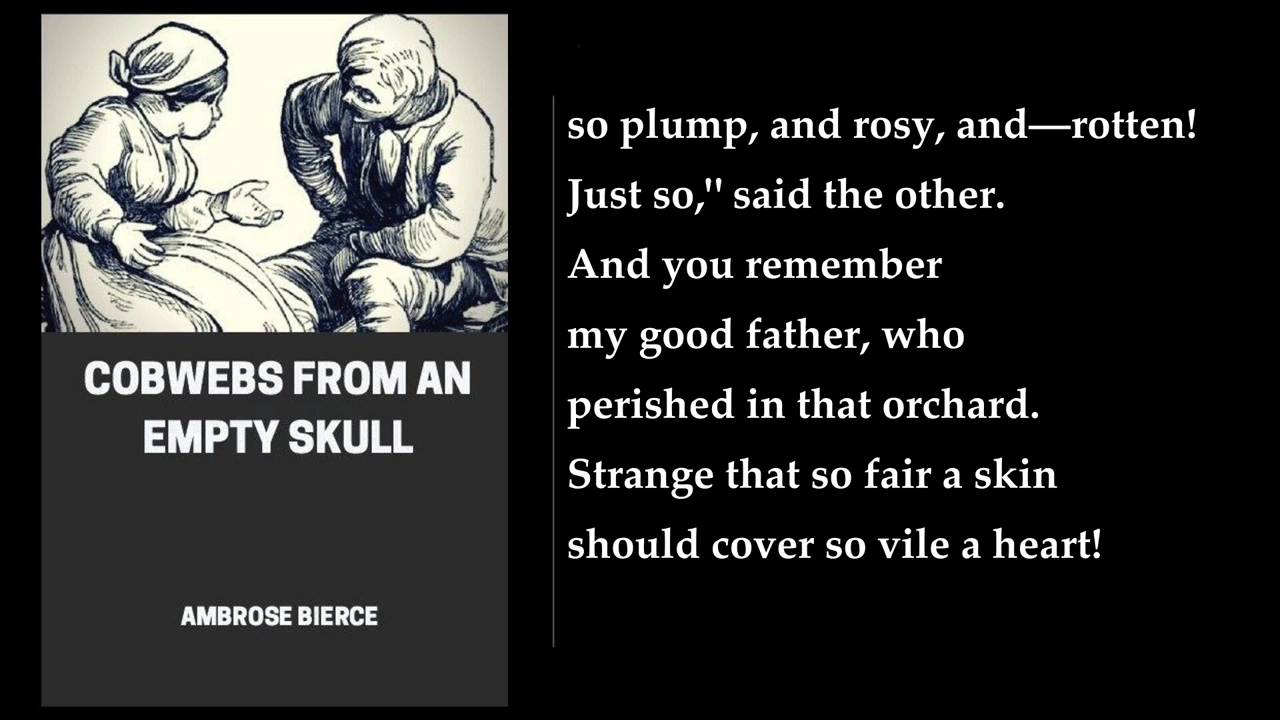 COBWEBS FROM AN
EMPTY SKULL
AMBROSE BIERCE
so plump, and rosy, and—rotten!
Just so," said the other.
And you remember
my good father, who
perished in that orchard.
Strange that so fair a skin
should cover so vile a heart!